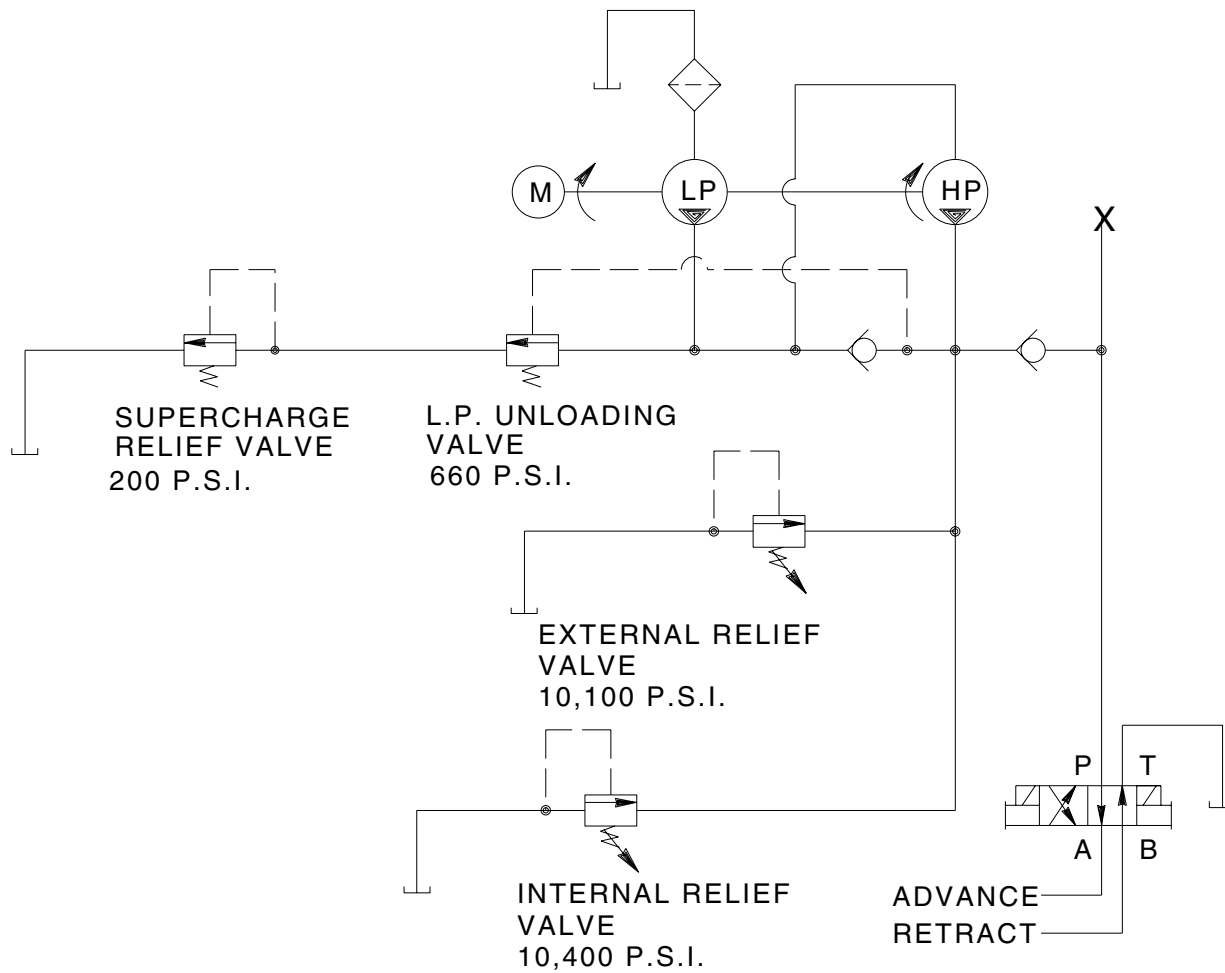 M
LP
HP
X
SUPERCHARGE
RELIEF VALVE
200 P.S.I.
L.P. UNLOADING
VALVE
660 P.S.I.
EXTERNAL RELIEF
VALVE
10,100 P.S.I.
P T
A B
INTERNAL RELIEF
VALVE
10,400 P.S.I.
ADVANCE
RETRACT